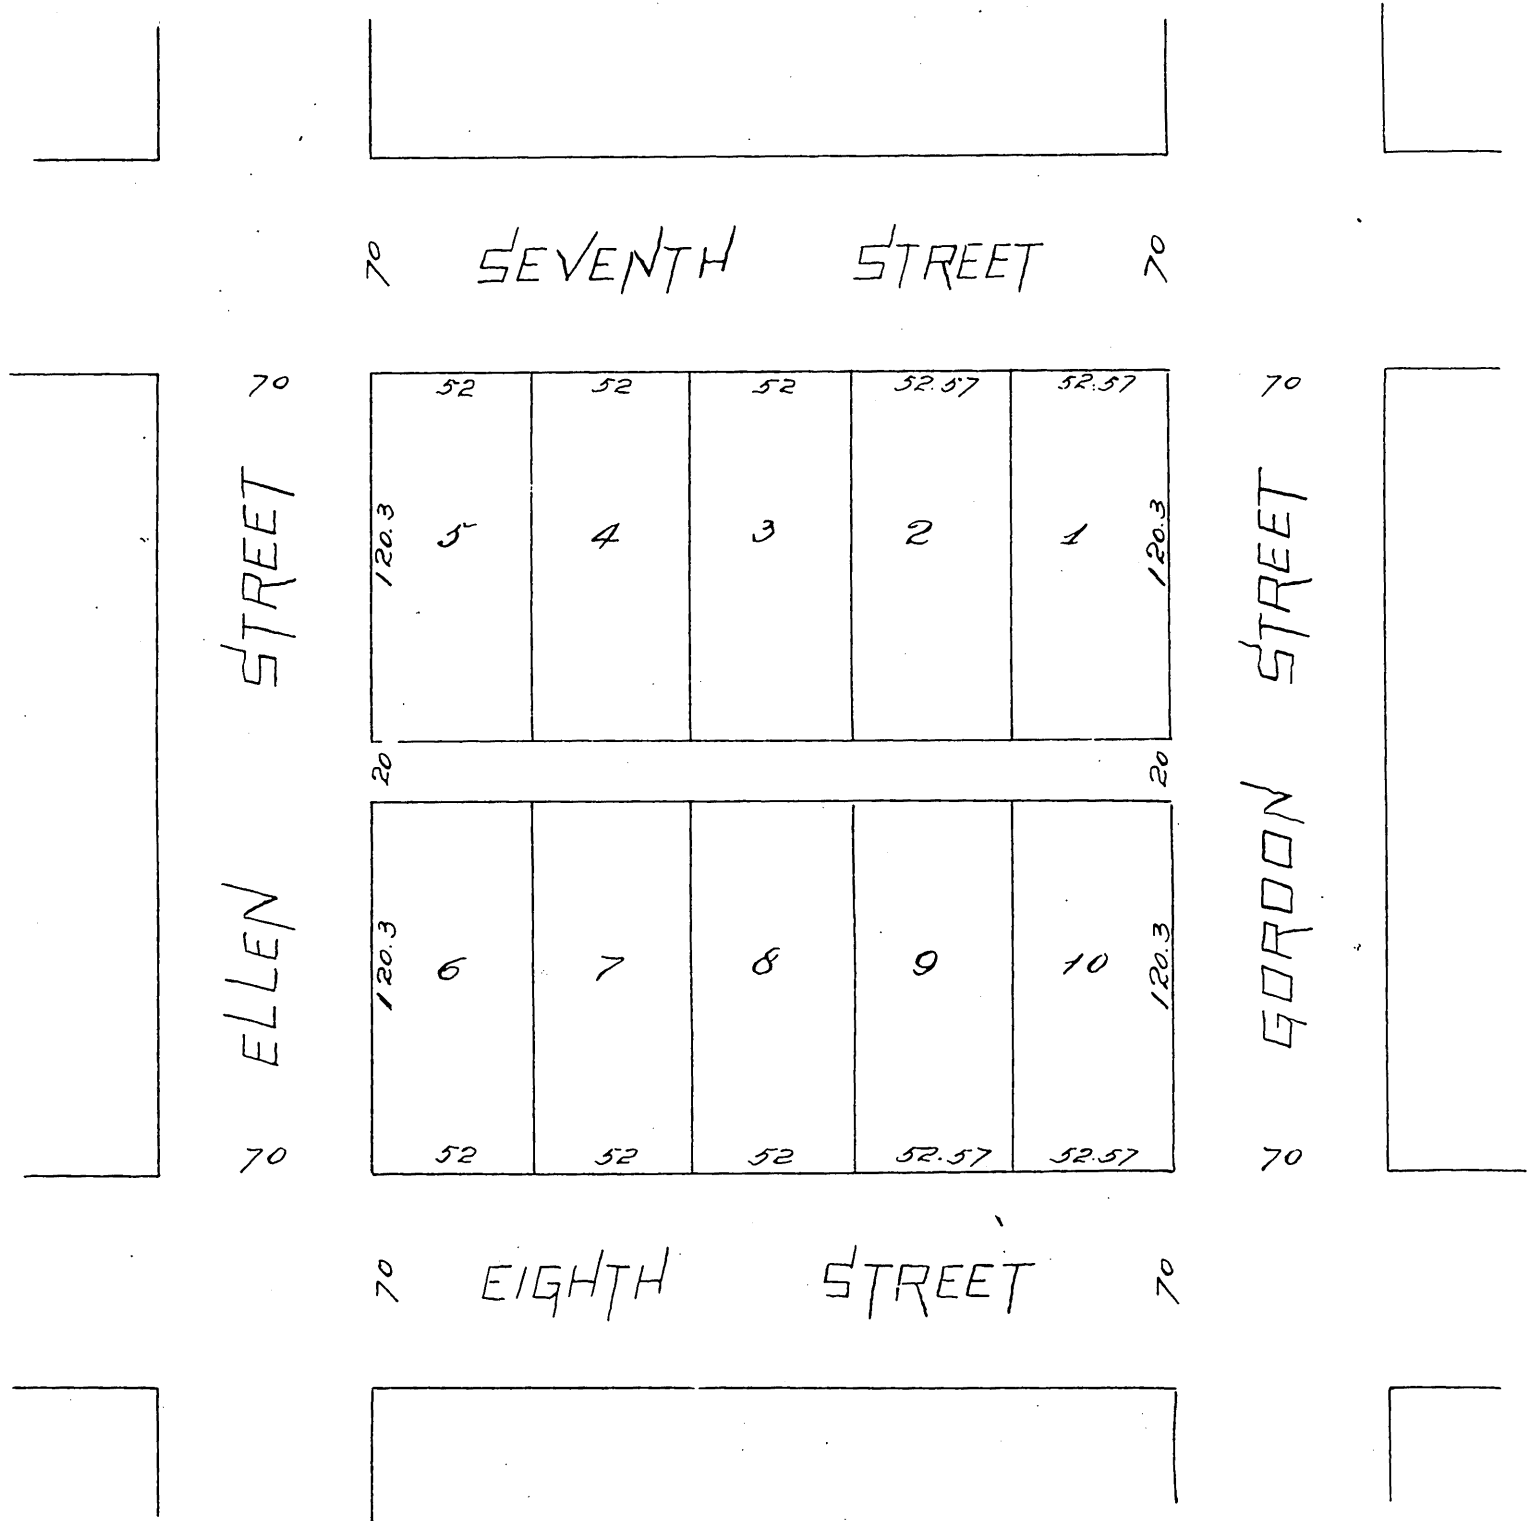 70 SEVENTH STREET 70
70 52 52 52 52.57 52.57 70
120.3 5 4 3 2 1 120.3
20 20
ELLEN STREET
GORDON STREET
120.3 6 7 8 9 10 120.3
70 52 52 52 52.57 52.57 70
70 EIGHTH STREET 70